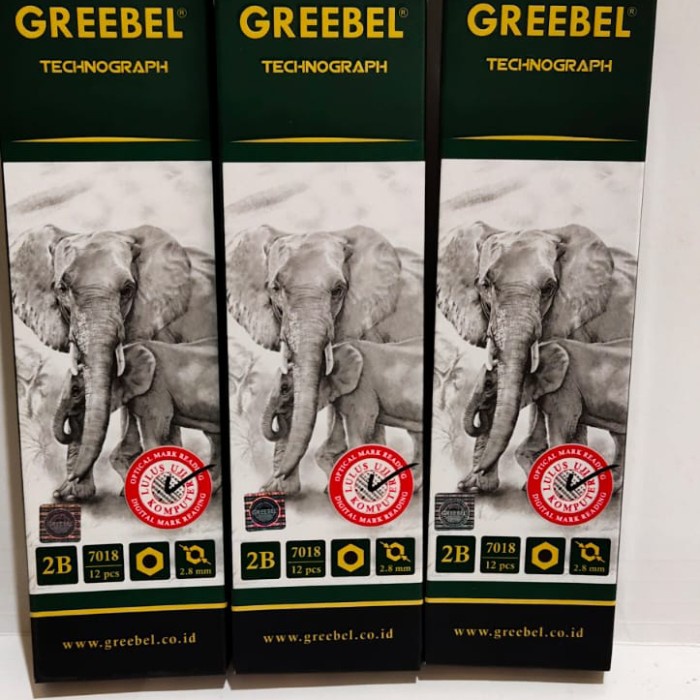 GREEBEL®
TECHNOGRAPH
OPTICAL MARK READING
LULUS UJI
KOMPUTER
DIGITAL MARK READING
GREEBEL
2B
7018
12 pcs
2.8 mm
www.greebel.co.id
GREEBEL®
TECHNOGRAPH
OPTICAL MARK READING
LULUS UJI
KOMPUTER
DIGITAL MARK READING
GREEBEL
2B
7018
12 pcs
2.8 mm
www.greebel.co.id
GREEBEL®
TECHNOGRAPH
OPTICAL MARK READING
LULUS UJI
KOMPUTER
DIGITAL MARK READING
GREEBEL
2B
7018
12 pcs
2.8 mm
www.greebel.co.id